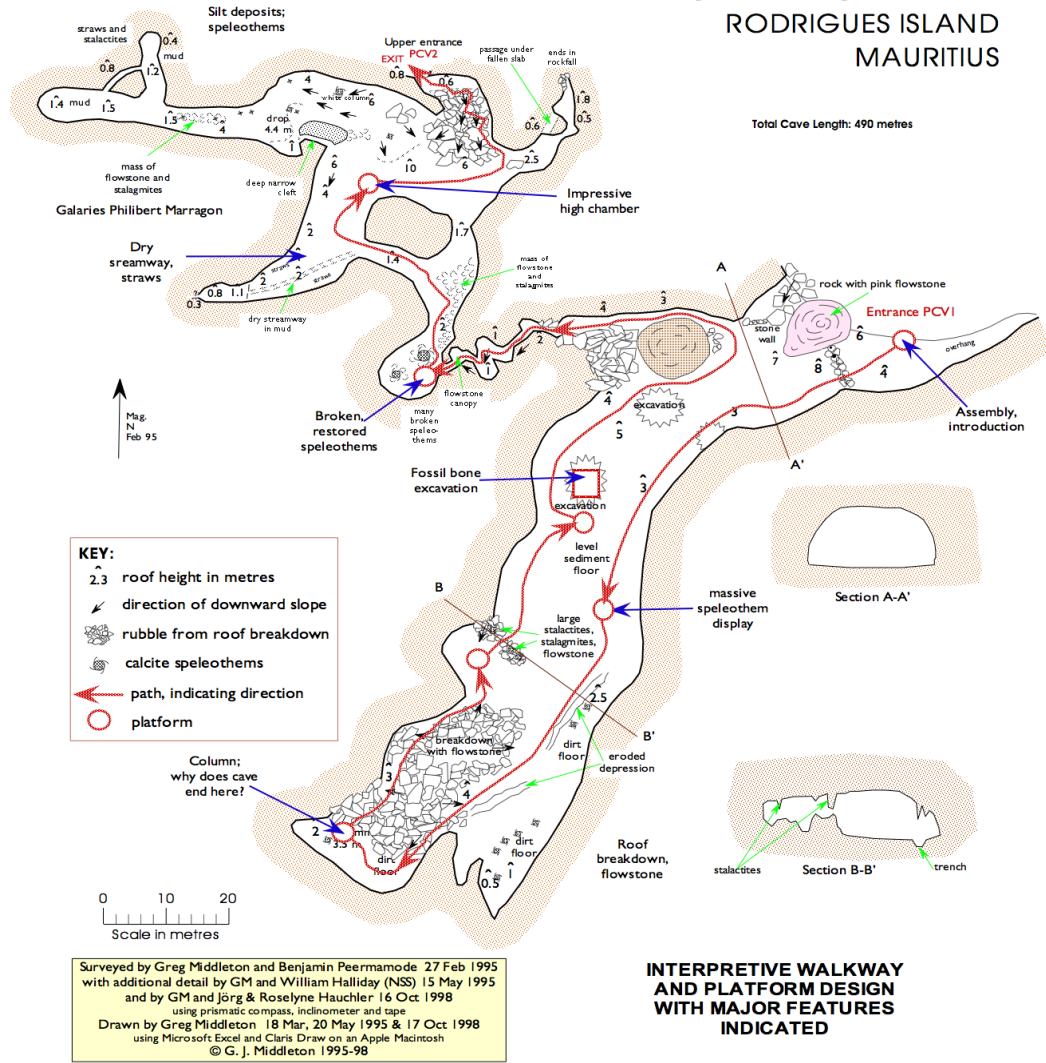 RODRIGUES ISLAND
MAURITIUS
Total Cave Length: 490 metres
Silt deposits;
speleothems
straws and
stalactites
0.4
mud
0.8
1.2
1.4
mud
1.5
1.5
4
mass of
flowstone and
stalagmites
Galaries Philibert Marragon
4
white column
6
drop
4.4 m
1
deep narrow
cleft
6
4
10
6
Upper entrance
EXIT
PCV2
0.8
0.6
passage under
fallen slab
ends in
rockfall
1.8
0.5
0.6
2.5
Impressive
high chamber
1.7
1.4
2
Dry
sreamway,
straws
2
straws
2
straws
0.3
0.8
1.1
dry streamway
in mud
mass of
flowstone
and
stalagmites
2
1
1
2
flowstone
canopy
many
broken
speleo-
thems
Broken,
restored
speleothems
4
3
A
stone
wall
rock with pink flowstone
Entrance PCV1
6
7
8
4
overhang
Assembly,
introduction
3
A'
4
excavation
5
3
Fossil bone
excavation
excavation
level
sediment
floor
Mag.
N
Feb 95
KEY:
2.3 roof height in metres
direction of downward slope
rubble from roof breakdown
calcite speleothems
path, indicating direction
platform
Section A-A'
massive
speleothem
display
B
large
stalactites,
stalagmites,
flowstone
2.5
B'
dirt
floor
eroded
depression
breakdown
with flowstone
3
4
Column;
why does cave
end here?
2
3.5 m
dirt
floor
dirt
floor
0.5
1
Roof
breakdown,
flowstone
stalactites
Section B-B'
trench
0 10 20
Scale in metres
Surveyed by Greg Middleton and Benjamin Peermamode 27 Feb 1995
with additional detail by GM and William Halliday (NSS) 15 May 1995
and by GM and Jörg & Roselyne Hauchler 16 Oct 1998
using prismatic compass, inclinometer and tape
Drawn by Greg Middleton 18 Mar, 20 May 1995 & 17 Oct 1998
using Microsoft Excel and Claris Draw on an Apple Macintosh
© G. J. Middleton 1995-98
INTERPRETIVE WALKWAY
AND PLATFORM DESIGN
WITH MAJOR FEATURES
INDICATED